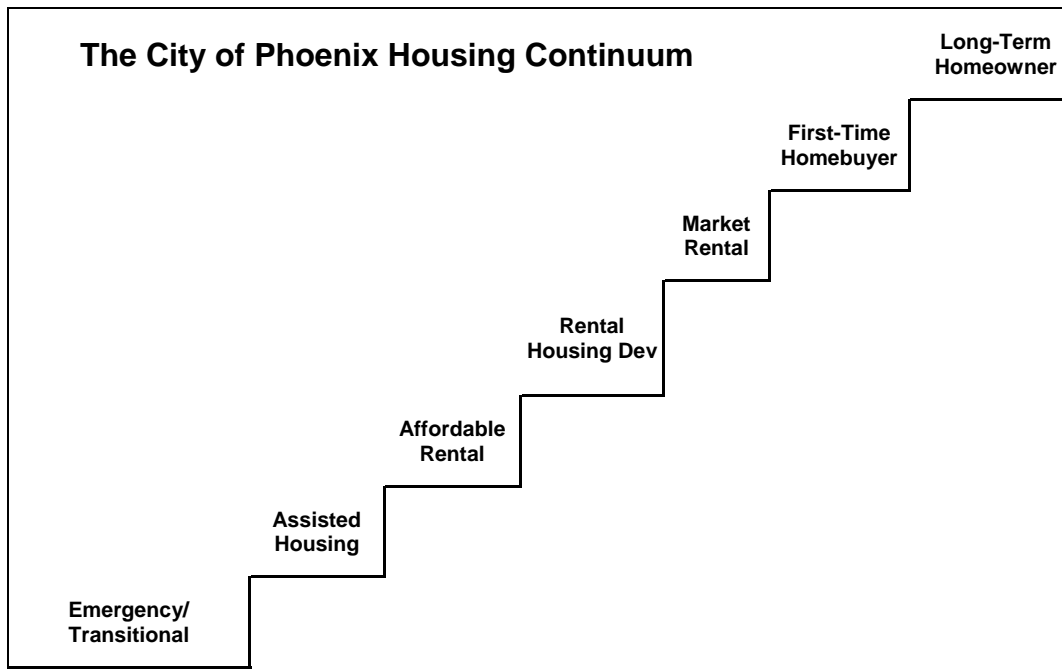 The City of Phoenix Housing Continuum
Long-Term
Homeowner
First-Time
Homebuyer
Market
Rental
Rental
Housing Dev
Affordable
Rental
Assisted
Housing
Emergency/
Transitional